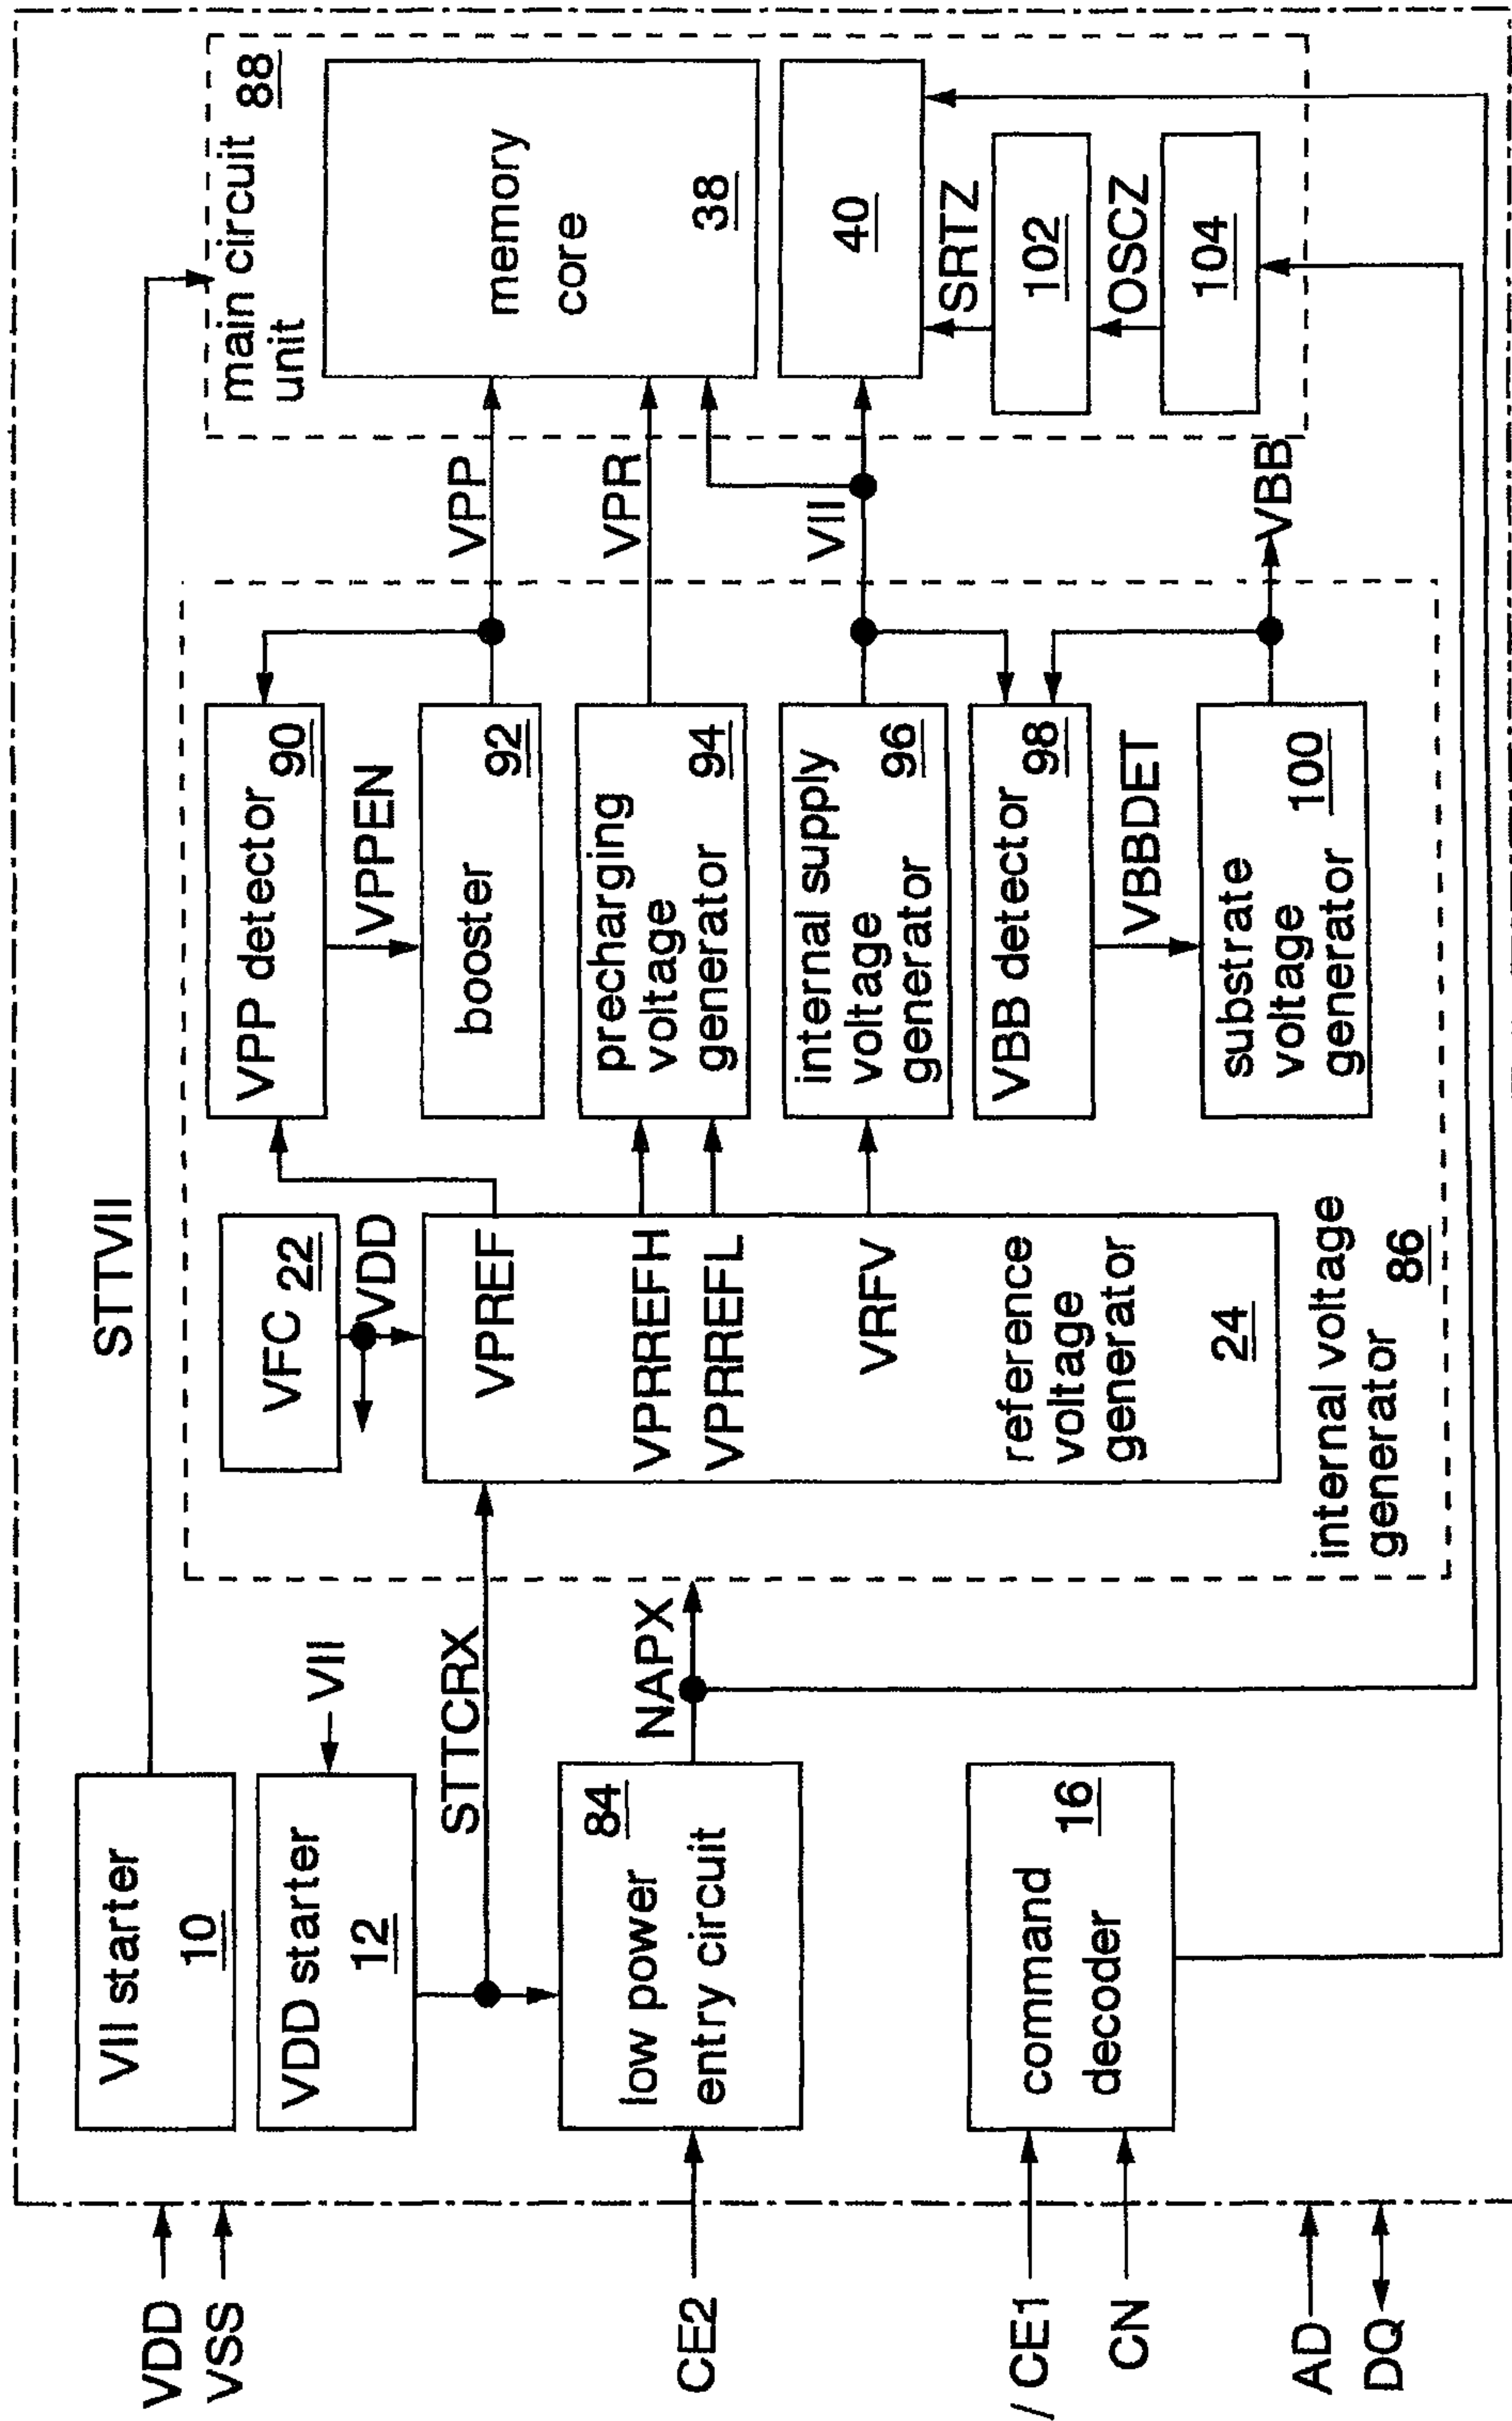 VDD
VSS
CE2
/ CE1
CN
AD
DQ
VII starter
10
VDD starter
12
VII
STTCRX
low power
entry circuit
84
NAPX
command
decoder
16
STTVII
VFC 22
VDD
VPREF
VPRREFH
VPRREFL
VRFV
reference
voltage
generator
24
internal voltage
generator
86
VPP detector
90
VPPEN
booster
92
precharging
voltage
generator
94
internal supply
voltage
generator
96
VBB detector
98
VBBDET
substrate
voltage
generator
100
VPP
VPR
VII
VBB
main circuit
unit
88
memory
core
38
40
SRTZ
102
OSCZ
104